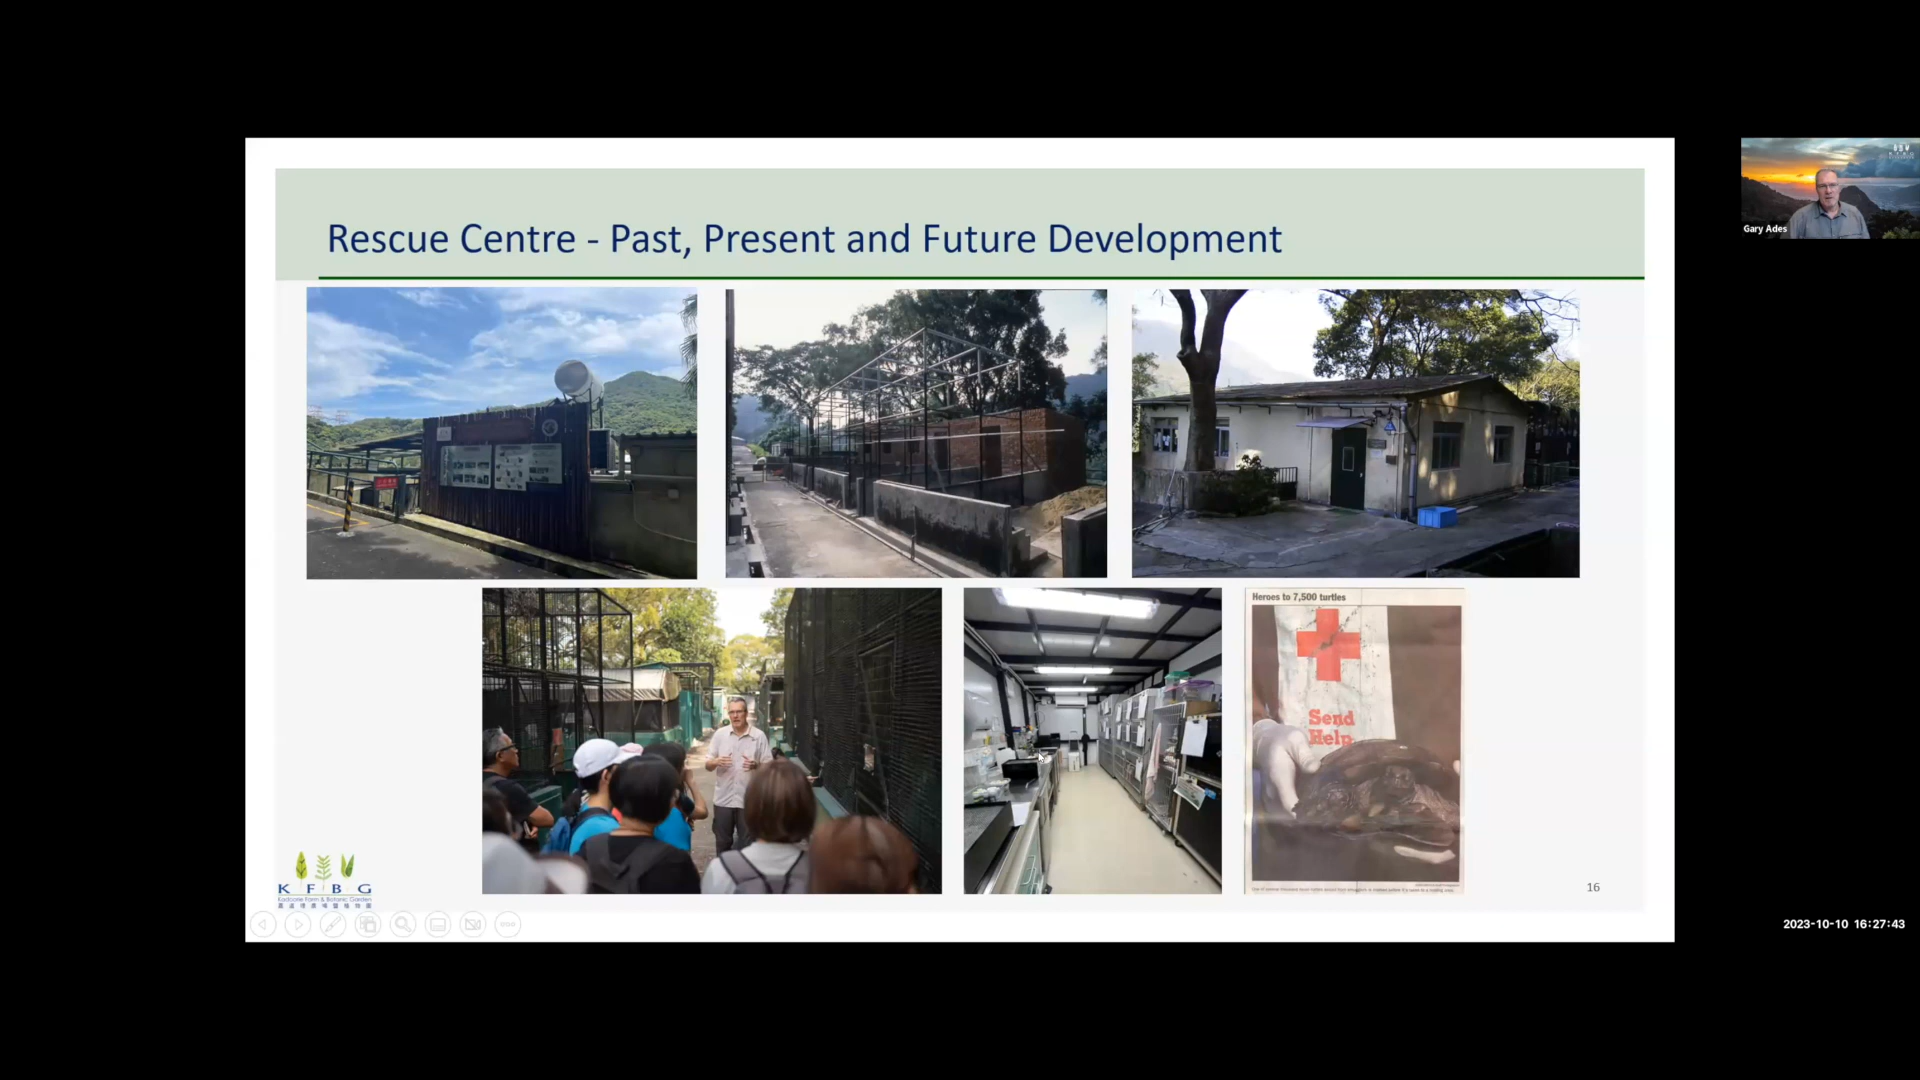 Rescue Centre - Past, Present and Future Development
Gary Ades
Heroes to 7,500 turtles
Send
Help
K F B G
Kadoorie Farm & Botanic Garden
嘉道理農場暨植物園
16
2023-10-10 16:27:43